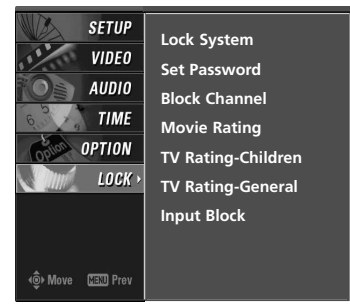 SETUP
VIDEO
AUDIO
TIME
OPTION
LOCK
Lock System
Set Password
Block Channel
Movie Rating
TV Rating-Children
TV Rating-General
Input Block
Move MENU Prev